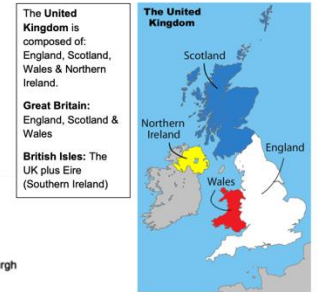 The United
Kingdom is
composed of:
England, Scotland,
Wales & Northern
Ireland.
Great Britain:
England, Scotland &
Wales
British Isles: The
UK plus Eire
(Southern Ireland)
rgh
The United
Kingdom
Scotland
Northern
Ireland
England
Wales